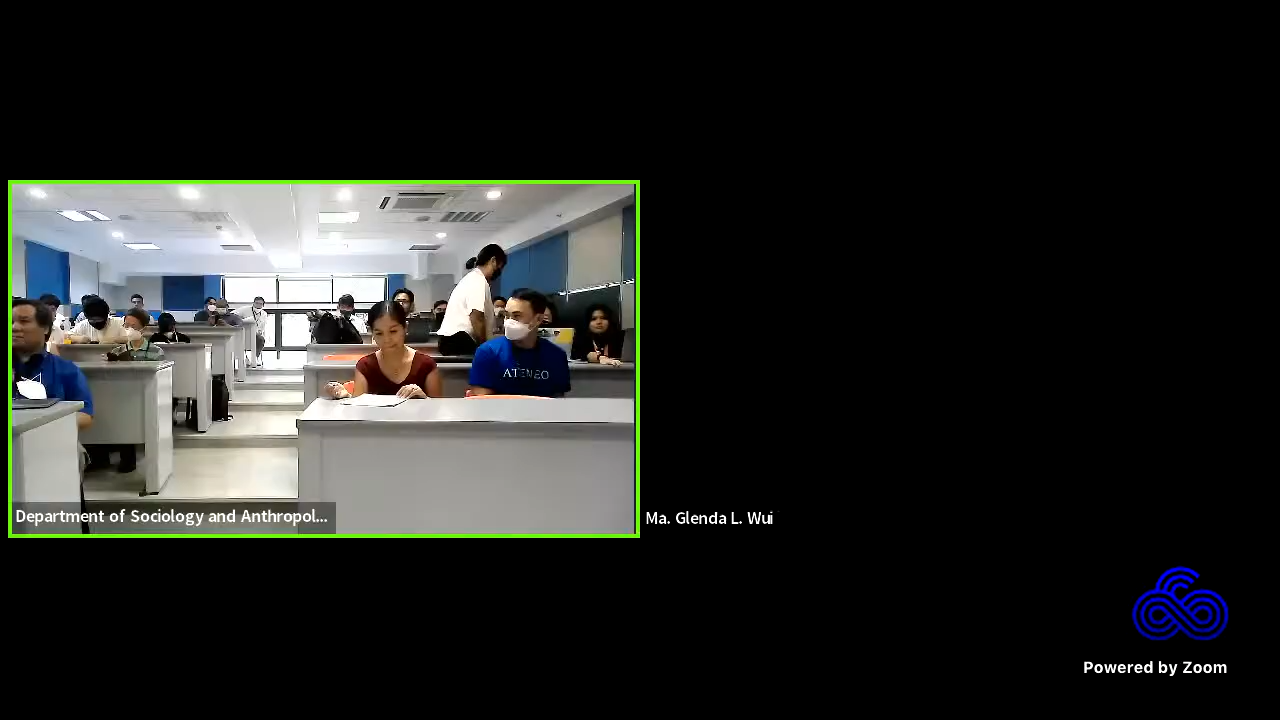 ATENEO
Department of Sociology and Anthropol...
Ma. Glenda L. Wui
Powered by Zoom